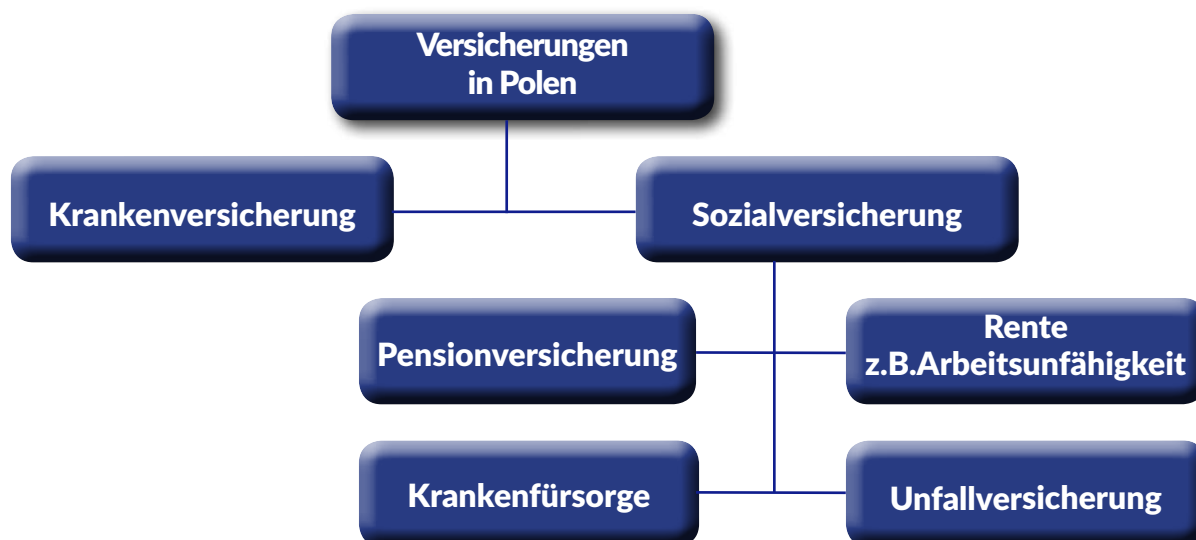 Versicherungen
in Polen
Krankenversicherung
Sozialversicherung
Pensionversicherung
Rente
z.B.Arbeitsunfähigkeit
Krankenfürsorge
Unfallversicherung